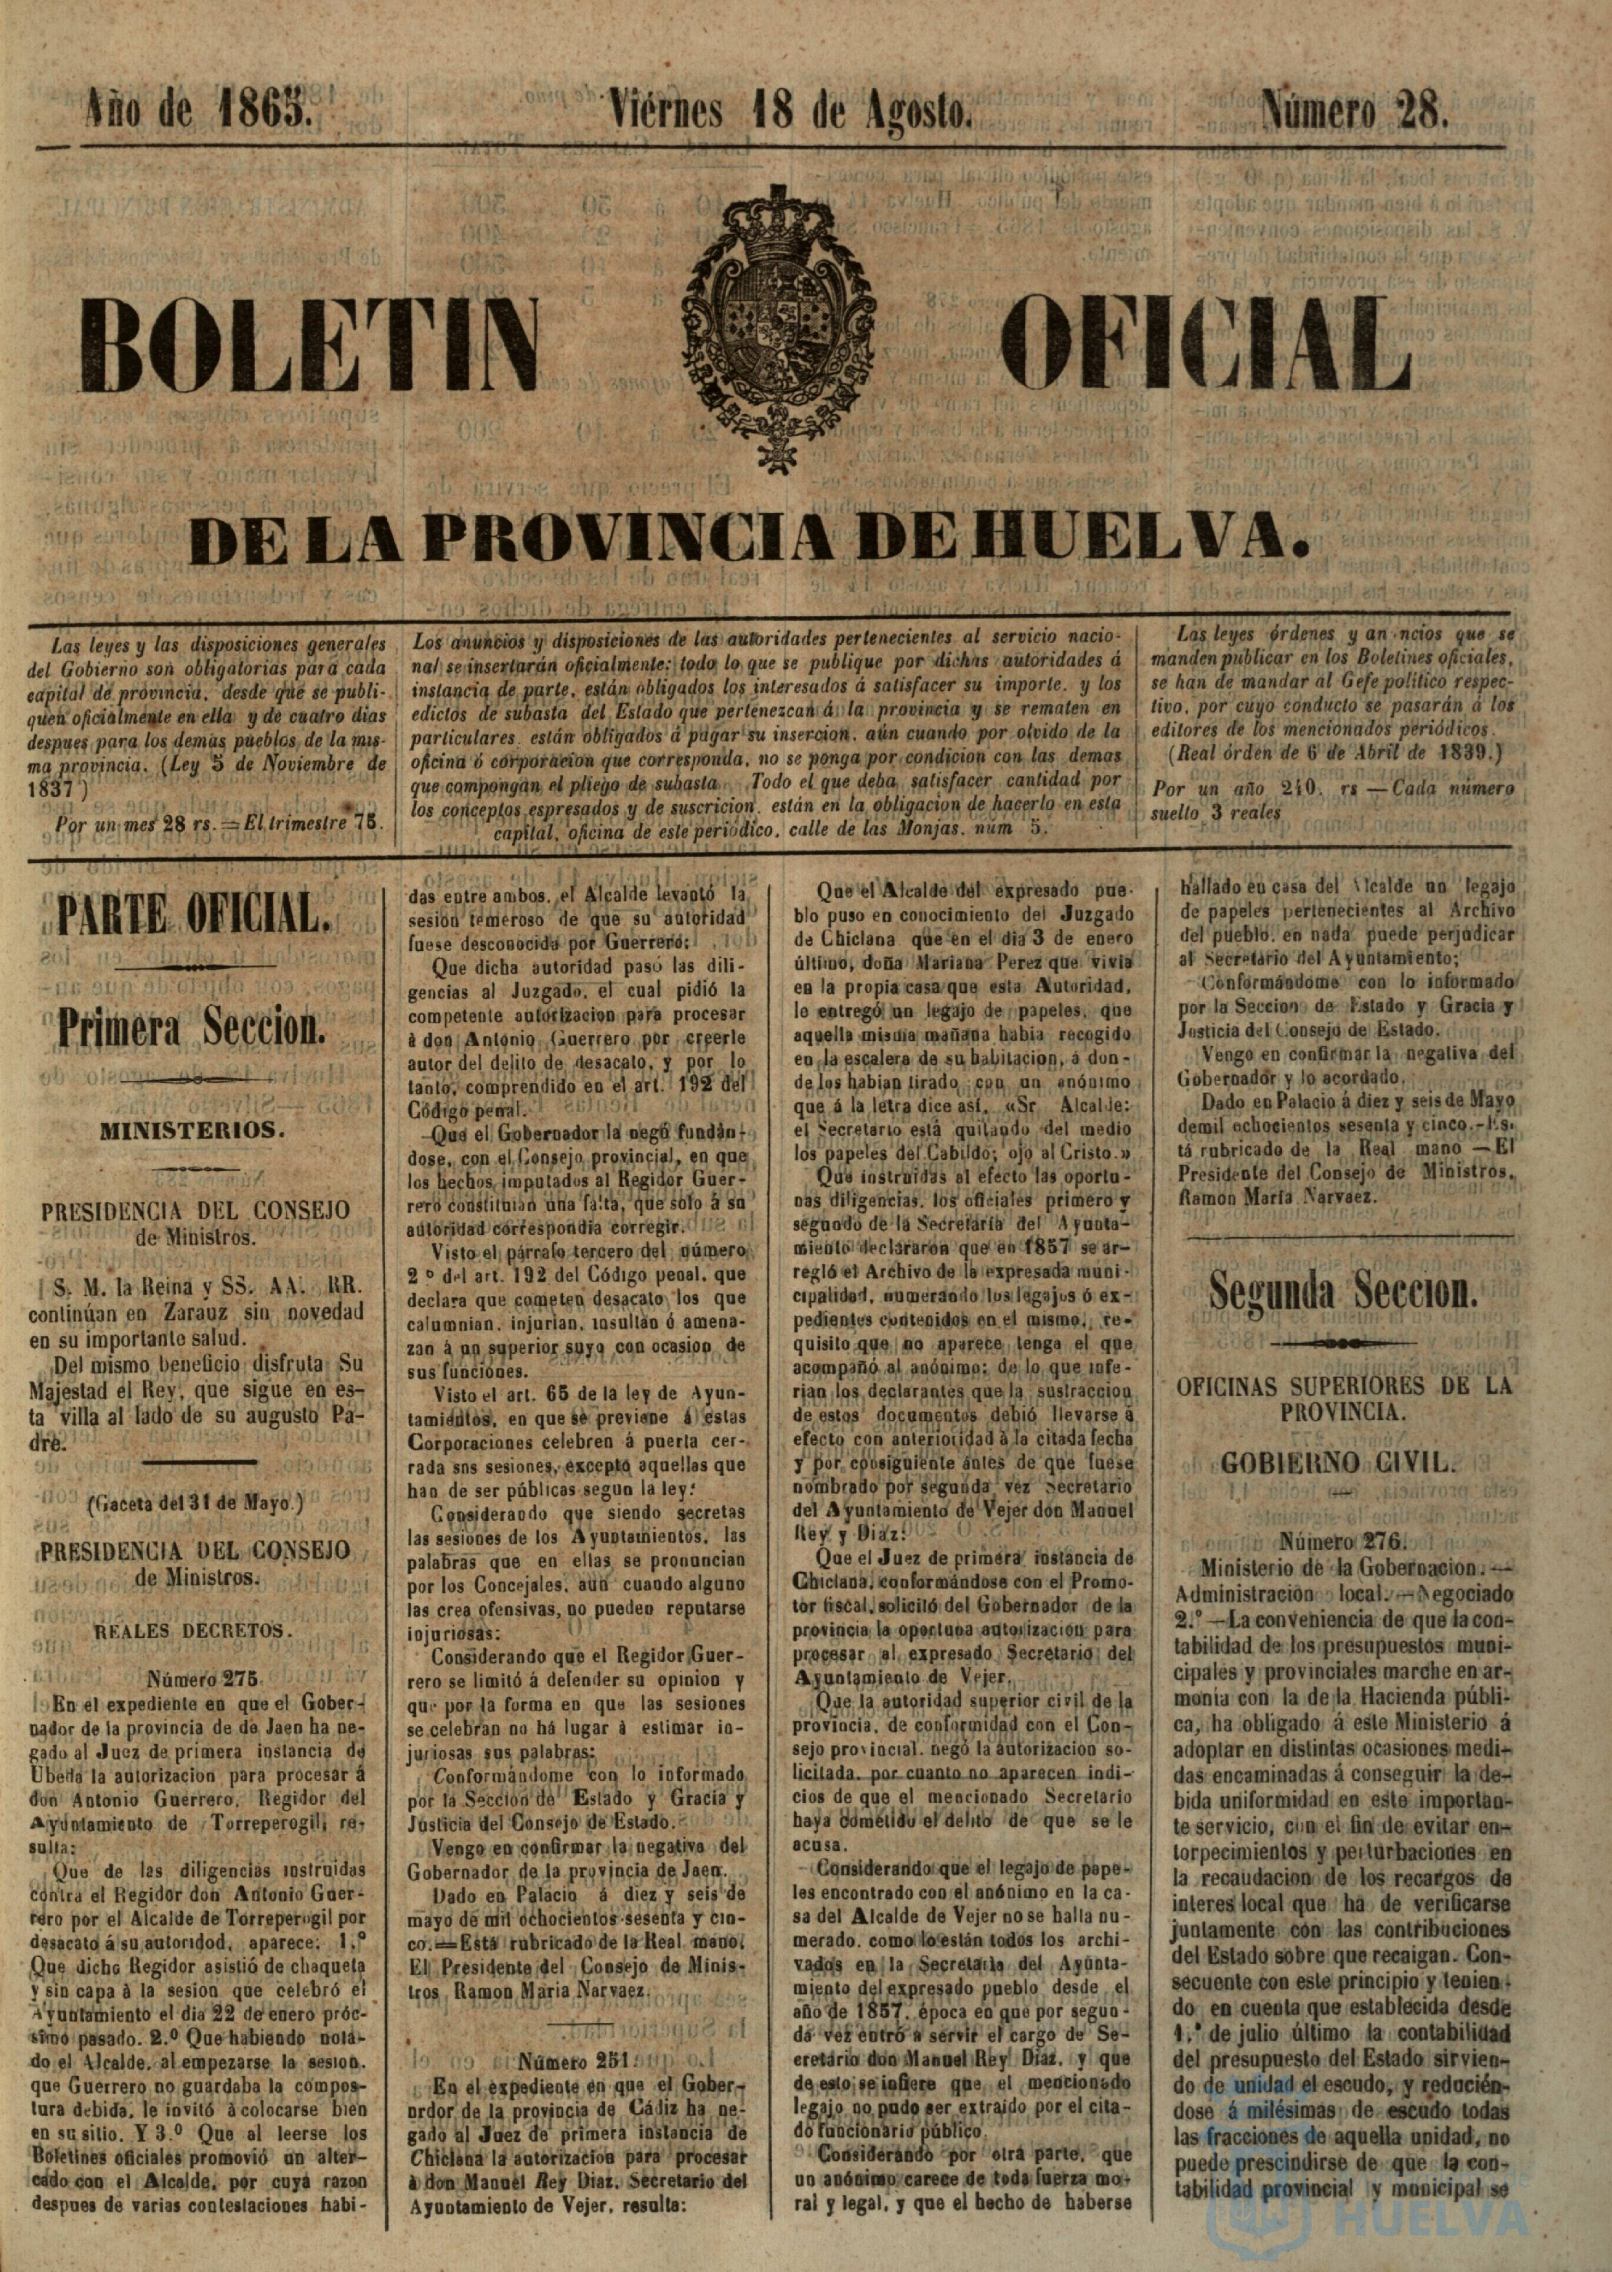 Año de 1865.
Viérnes 18 de Agosto.
Número 28.
BOLETIN OFICIAL
DE LA PROVINCIA DE HUELVA.
Las leyes y las disposiciones generales
del Gobierno son obligatorias para cada
capital de provincia, desde que se publi-
quen oficialmente en ella y de cuatro dias
despues para los demas pueblos de la mis-
ma provincia. (Ley 3 de Noviembre de
1837)
Por un mes 28 rs.=El trimestre 75.
Los anuncios y disposiciones de las autoridades pertenecientes al servicio nacio-
nal se insertarán oficialmente: todo lo que se publique por dichas autoridades á
instancia de parte, están obligados los interesados á satisfacer su importe, y los
edictos de subasta del Estado que pertenezcan á la provincia y se rematen en
particulares, están obligados á pagar su insercion, aún cuando por olvido de la
oficina ó corporacion que corresponda, no se ponga por condicion con las demas
que compongan el pliego de subasta. Todo el que deba satisfacer cantidad por
los conceptos espresados y de suscricion, están en la obligacion de hacerlo en esta
capital, oficina de este periódico, calle de las Monjas, num 5.
Las leyes órdenes y an ncios que se
manden publicar en los Boletines oficiales,
se han de mandar al Gefe politico respec-
tivo, por cuyo conducto se pasarán á los
editores de los mencionados periódicos.
(Real órden de 6 de Abril de 1839.)
Por un año 240. rs —Cada número
suelto 3 reales
PARTE OFICIAL.
Primera Seccion.
MINISTERIOS.
PRESIDENCIA DEL CONSEJO
de Ministros.
S. M. la Reina y SS. AA. RR.
continúan en Zarauz sin novedad
en su importante salud.
Del mismo beneficio disfruta Su
Majestad el Rey, que sigue en es-
ta villa al lado de su augusto Pa-
dre.
(Gaceta del 31 de Mayo.)
PRESIDENCIA DEL CONSEJO
de Ministros.
REALES DECRETOS.
Número 275.
En el expediente en que el Gober-
nador de la provincia de de Jaen ha ne-
gado al Juez de primera instancia de
Ubeda la autorizacion para procesar á
don Antonio Guerrero, Regidor del
Ayuntamiento de Torreperogil, re-
sulta:
Que de las diligencias instruidas
contra el Regidor don Antonio Guer-
rero por el Alcalde de Torreperogil por
desacato á su autoridod, aparece: 1.º
Que dicho Regidor asistió de chaqueta
y sin capa à la sesion que celebró el
Ayuntamiento el dia 22 de enero próc-
simo pasado. 2.º Que habiendo nota-
do el Alcalde, al empezarse la sesion,
que Guerrero no guardaba la compos-
tura debida, le invitó à colocarse bien
en su sitio. Y 3.º Que al leerse los
Boletines oficiales promovió un alter-
cado con el Alcalde, por cuya razon
despues de varias contestaciones habi-
das entre ambos, el Alcalde levantó la
sesion temeroso de que su autoridad
fuese desconocida por Guerrero:
Que dicha autoridad pasó las dili-
gencias al Juzgado, el cual pidió la
competente autorizacion para procesar
à don Antonio Guerrero por creerle
autor del delito de desacato, y por lo
tanto, comprendido en el art. 192 del
Código penal.
Que el Gobernador la negó fundán-
dose, con el Consejo provincial, en que
los hechos imputados al Regidor Guer-
rero constituian una falta, que solo á su
autoridad correspondia corregir.
Visto el párrafo tercero del número
2 º del art. 192 del Código penal, que
declara que cometen desacato los que
calumnian, injurian, insultan ó amena-
zan à un superior suyo con ocasion de
sus funciones.
Visto el art. 65 de la ley de Ayun-
tamientos, en que se previene á estas
Corporaciones celebren á puerta cer-
rada sns sesiones, excepto aquellas que
han de ser públicas segun la ley:
Considerando que siendo secretas
las sesiones de los Ayuntamientos, las
palabras que en ellas se pronuncian
por los Concejales, aun cuando alguno
las crea ofensivas, no pueden reputarse
injuriosas:
Considerando que el Regidor Guer-
rero se limitó á defender su opinion y
que por la forma en que las sesiones
se celebran no há lugar à estimar in-
juriosas sus palabras:
Conformándome con lo informado
por la Seccion de Estado y Gracia y
Justicia del Consejo de Estado.
Vengo en confirmar la negativa del
Gobernador de la provincia de Jaen.
Dado en Palacio á diez y seis de
mayo de mil ochocientos sesenta y cin-
co.=Está rubricado de la Real mano.
El Presidente del Consejo de Minis-
tros, Ramon Maria Narvaez.
Número 251.
En el expediente en que el Gober-
nrdor de la provincia de Cádiz ha ne-
gado al Juez de primera instancia de
Chiclana la autorizacion para procesar
à don Manuel Rey Diaz, Secretario del
Ayuntamiento de Vejer, resulta:
Que el Alcalde del expresado pue-
blo puso en conocimiento del Juzgado
de Chiclana que en el dia 3 de enero
último, doña Mariana Perez que vivia
en la propia casa que esta Autoridad,
le entregó un legajo de papeles, que
aquella misma mañana habia recogido
en la escalera de su habitacion, á don-
de los habian tirado con un anónimo
que á la letra dice así. «Sr Alcalde:
el Secretario está quitando del medio
los papeles del Cabildo; ojo al Cristo.»
Que instruidas al efecto las oportu-
nas diligencias, los oficiales primero y
segundo de la Secretaria del Ayunta-
miento declararon que en 1857 se ar-
regló el Archivo de la expresada muni-
cipalidad, numerando los legajos ó ex-
pedientes contenidos en el mismo, re-
quisito que no aparece tenga el que
acompañó al anónimo: de lo que infe-
rian los declarantes que la sustraccion
de estos documentos debió llevarse à
efecto con anterioridad à la citada fecha
y por consiguiente ántes de que fuese
nombrado por segunda vez Secretario
del Ayuntamiento de Vejer don Manuel
Rey y Diaz:
Que el Juez de primera instancia de
Chiclana, conformándose con el Promo-
tor fiscal, solicitó del Gobernador de la
provincia la oportuna autorizacion para
procesar al expresado Secretario del
Ayuntamiento de Vejer.
Que la autoridad superior civil de la
provincia, de conformidad con el Con-
sejo provincial, negó la autorizacion so-
licitada, por cuanto no aparecen indi-
cios de que el mencionado Secretario
haya cometido el delito de que se le
acusa.
Considerando que el legajo de pape-
les encontrado con el anónimo en la ca-
sa del Alcalde de Vejer no se halla nu-
merado, como lo están todos los archi-
vados en la Secretaria del Ayunta-
miento del expresado pueblo desde el
año de 1857, época en que por segun-
da vez entró à servir el cargo de Se-
cretario don Manuel Rey Diaz, y que
de esto se infiere que el mencionado
legajo no pudo ser extraido por el cita-
do funcionario público.
Considerando por otra parte, que
un anónimo carece de toda fuerza mo-
ral y legal, y que el hecho de haberse
hallado en casa del Alcalde un legajo
de papeles pertenecientes al Archivo
del pueblo, en nada puede perjudicar
al Secretario del Ayuntamiento;
Conformándome con lo informado
por la Seccion de Estado y Gracia y
Justicia del Consejo de Estado.
Vengo en confirmar la negativa del
Gobernador y lo acordado.
Dado en Palacio á diez y seis de Mayo
demil ochocientos sesenta y cinco.-Es-
tá rubricado de la Real mano —El
Presidente del Consejo de Ministros,
Ramon María Narvaez.
Segunda Seccion.
OFICINAS SUPERIORES DE LA
PROVINCIA.
GOBIERNO CIVIL.
Número 276.
Ministerio de la Gobernacion.—
Administracion local.—Negociado
2.º—La conveniencia de que la con-
tabilidad de los presupuestos muni-
cipales y provinciales marche en ar-
monía con la de la Hacienda públi-
ca, ha obligado á este Ministerio á
adoptar en distintas ocasiones medi-
das encaminadas á conseguir la de-
bida uniformidad en este importan-
te servicio, con el fin de evitar en-
torpecimientos y perturbaciones en
la recaudacion de los recargos de
interes local que ha de verificarse
juntamente con las contribuciones
del Estado sobre que recaigan. Con-
secuente con este principio y tenien-
do en cuenta que establecida desde
1.º de julio último la contabilidad
del presupuesto del Estado sirvien-
do de unidad el escudo, y reducién-
dose á milésimas de escudo todas
las fracciones de aquella unidad, no
puede prescindirse de que la con-
tabilidad provincial y municipal se
HUELVA